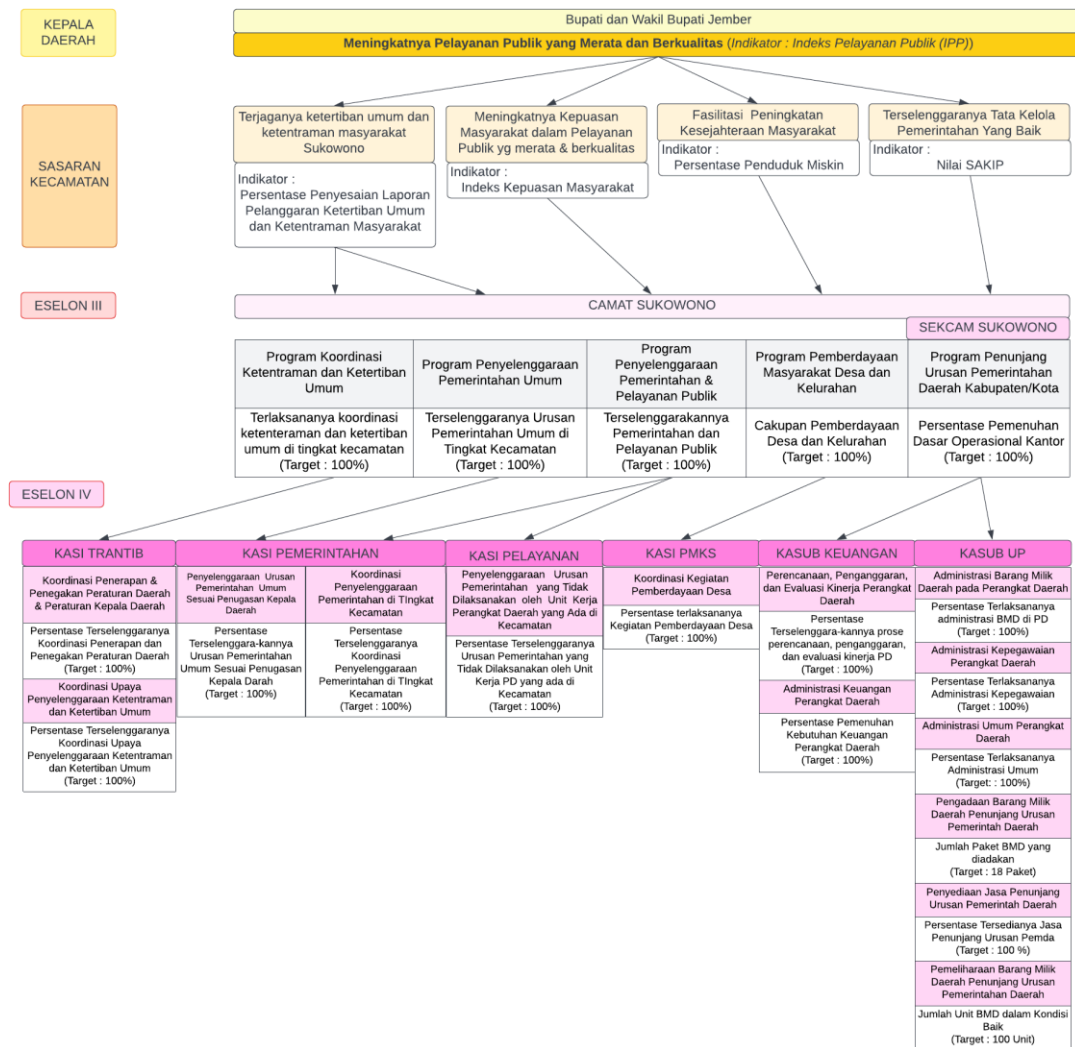 KEPALA
DAERAH
Bupati dan Wakil Bupati Jember
Meningkatnya Pelayanan Publik yang Merata dan Berkualitas (Indikator : Indeks Pelayanan Publik (IPP))
SASARAN
KECAMATAN
Terjaganya ketertiban umum dan
ketentraman masyarakat
Sukowono
Indikator :
Persentase Penyesaian Laporan
Pelanggaran Ketertiban Umum
dan Ketentraman Masyarakat
Meningkatnya Kepuasan
Masyarakat dalam Pelayanan
Publik yg merata & berkualitas
Indikator :
Indeks Kepuasan Masyarakat
Fasilitasi Peningkatan
Kesejahteraan Masyarakat
Indikator :
Persentase Penduduk Miskin
Terselenggaranya Tata Kelola
Pemerintahan Yang Baik
Indikator :
Nilai SAKIP
ESELON III
CAMAT SUKOWONO
SEKCAM SUKOWONO
Program Koordinasi
Ketentraman dan Ketertiban
Umum
Terlaksananya koordinasi
ketenteraman dan ketertiban
umum di tingkat kecamatan
(Target : 100%)
Program Penyelenggaraan
Pemerintahan Umum
Terselenggaranya Urusan
Pemerintahan Umum di
Tingkat Kecamatan
(Target : 100%)
Program
Penyelenggaraan
Pemerintahan &
Pelayanan Publik
Terselenggarakannya
Pemerintahan dan
Pelayanan Publik
(Target : 100%)
Program Pemberdayaan
Masyarakat Desa dan
Kelurahan
Cakupan Pemberdayaan
Desa dan Kelurahan
(Target : 100%)
Program Penunjang
Urusan Pemerintahan
Daerah Kabupaten/Kota
Persentase Pemenuhan
Dasar Operasional Kantor
(Target : 100%)
ESELON IV
KASI TRANTIB
Koordinasi Penerapan &
Penegakan Peraturan Daerah
& Peraturan Kepala Daerah
Persentase Terselenggaranya
Koordinasi Penerapan dan
Penegakan Peraturan Daerah
(Target : 100%)
Koordinasi Upaya
Penyelenggaraan Ketentraman
dan Ketertiban Umum
Persentase Terselenggaranya
Koordinasi Upaya
Penyelenggaraan Ketentraman
dan Ketertiban Umum
(Target : 100%)
KASI PEMERINTAHAN
Penyelenggaraan Urusan
Pemerintahan Umum
Sesuai Penugasan Kepala
Daerah
Persentase
Terselenggara-kannya
Urusan Pemerintahan
Umum Sesuai Penugasan
Kepala Darah
(Target : 100%)
Koordinasi
Penyelenggaraan
Pemerintahan di TIngkat
Kecamatan
Persentase
Terselenggaranya
Koordinasi
Penyelenggaraan
Pemerintahan di TIngkat
Kecamatan
(Target : 100%)
KASI PELAYANAN
Penyelenggaraan Urusan
Pemerintahan yang Tidak
Dilaksanakan oleh Unit Kerja
Perangkat Daerah yang Ada di
Kecamatan
Persentase Terselenggaranya
Urusan Pemerintahan yang
Tidak Dilaksanakan oleh Unit
Kerja PD yang ada di
Kecamatan
(Target : 100%)
KASI PMKS
Koordinasi Kegiatan
Pemberdayaan Desa
Persentase terlaksananya
Kegiatan Pemberdayaan Desa
(Target : 100%)
KASUB KEUANGAN
Perencanaan, Penganggaran,
dan Evaluasi Kinerja Perangkat
Daerah
Persentase
Terselenggara-kannya prose
perencanaan, penganggaran,
dan evaluasi kinerja PD
(Target : 100%)
Administrasi Keuangan
Perangkat Daerah
Persentase Pemenuhan
Kebutuhan Keuangan
Perangkat Daerah
(Target : 100%)
KASUB UP
Administrasi Barang Milik
Daerah pada Perangkat Daerah
Persentase Terlaksananya
administrasi BMD di PD
(Target : 100%)
Administrasi Kepegawaian
Perangkat Daerah
Persentase Terlaksananya
Administrasi Kepegawaian
(Target : 100%)
Administrasi Umum Perangkat
Daerah
Persentase Terlaksananya
Administrasi Umum
(Target: : 100%)
Pengadaan Barang Milik
Daerah Penunjang Urusan
Pemerintah Daerah
Jumlah Paket BMD yang
diadakan
(Target : 18 Paket)
Penyediaan Jasa Penunjang
Urusan Pemerintah Daerah
Persentase Tersedianya Jasa
Penunjang Urusan Pemda
(Target : 100 %)
Pemeliharaan Barang Milik
Daerah Penunjang Urusan
Pemerintahan Daerah
Jumlah Unit BMD dalam Kondisi
Baik
(Target : 100 Unit)